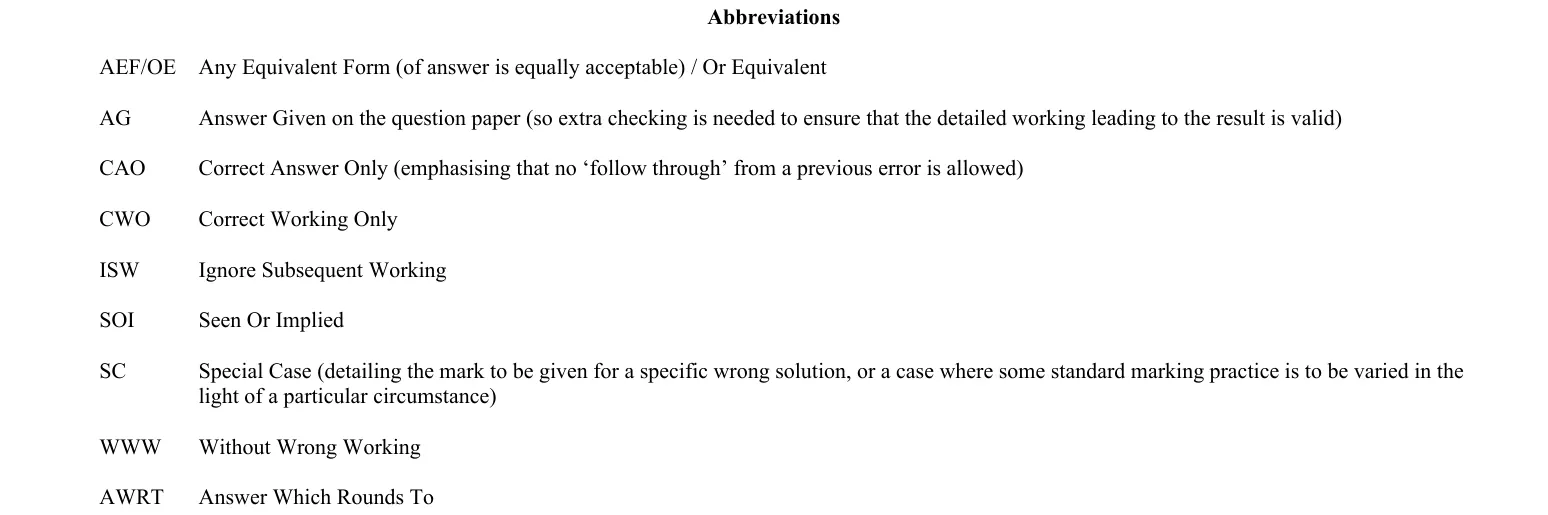 Abbreviations
AEF/OE Any Equivalent Form (of answer is equally acceptable) / Or Equivalent
AG Answer Given on the question paper (so extra checking is needed to ensure that the detailed working leading to the result is valid)
CAO Correct Answer Only (emphasising that no ‘follow through’ from a previous error is allowed)
CWO Correct Working Only
ISW Ignore Subsequent Working
SOI Seen Or Implied
SC Special Case (detailing the mark to be given for a specific wrong solution, or a case where some standard marking practice is to be varied in the
light of a particular circumstance)
WWW Without Wrong Working
AWRT Answer Which Rounds To